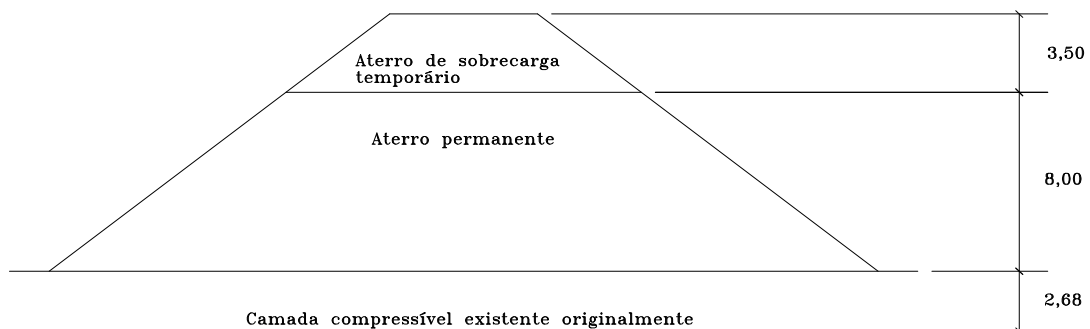 Aterro de sobrecarga
temporário
3,50
Aterro permanente
8,00
2,68
Camada compressível existente originalmente